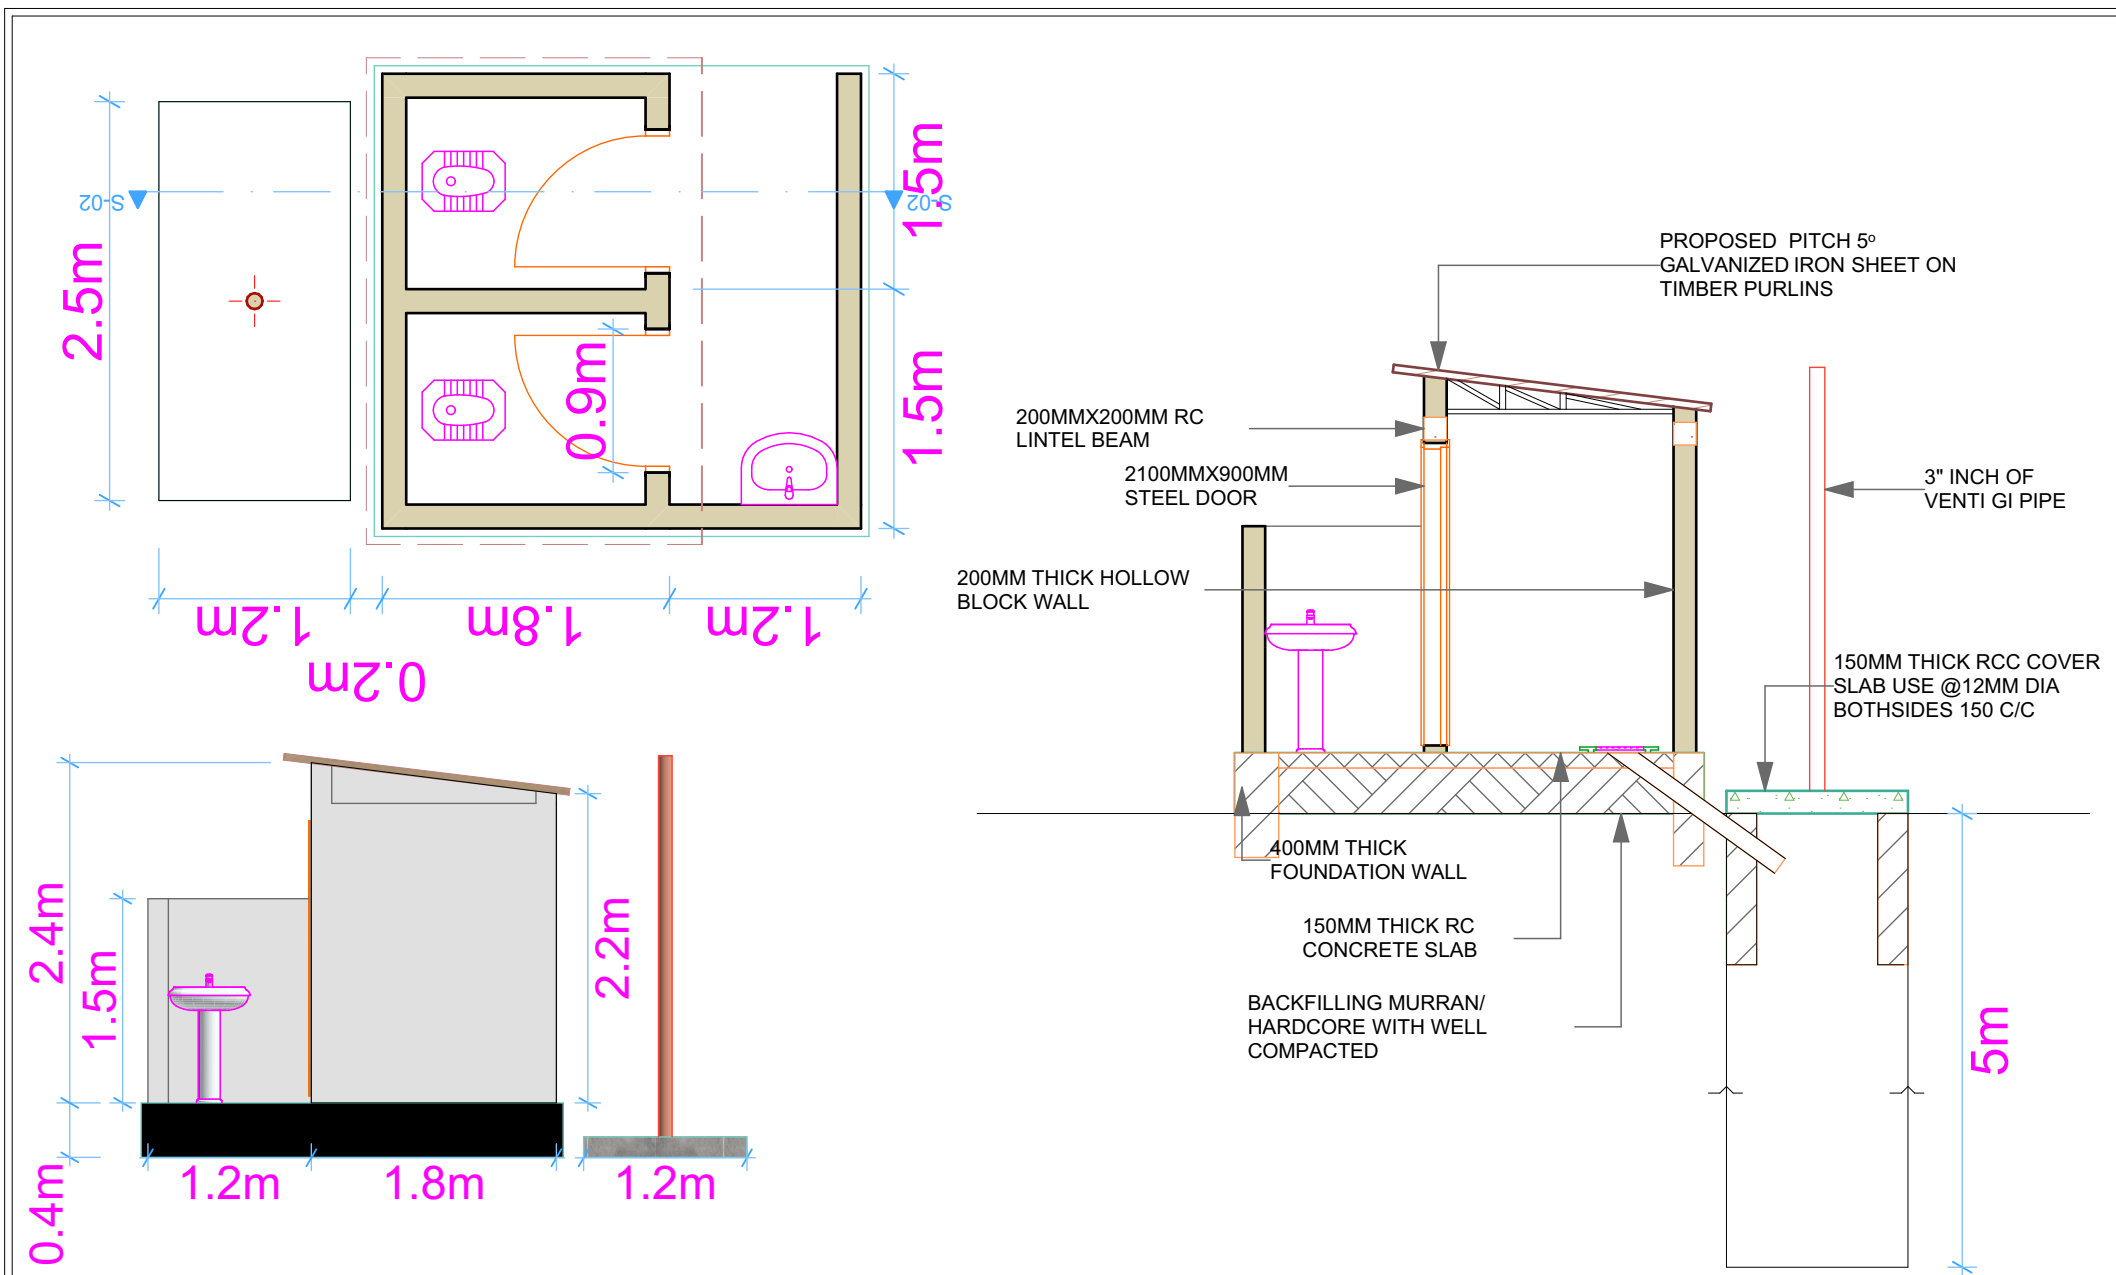 S-02
S-02
2.5m
1.5m
1.5m
0.9m
1.2m
1.8m
1.2m
0.2m
2.4m
1.5m
2.2m
0.4m
1.2m
1.8m
1.2m
PROPOSED PITCH 5º
GALVANIZED IRON SHEET ON
TIMBER PURLINS
200MMX200MM RC
LINTEL BEAM
2100MMX900MM
STEEL DOOR
3" INCH OF
VENTI GI PIPE
200MM THICK HOLLOW
BLOCK WALL
150MM THICK RCC COVER
SLAB USE @12MM DIA
BOTHSIDES 150 C/C
400MM THICK
FOUNDATION WALL
150MM THICK RC
CONCRETE SLAB
BACKFILLING MURRAN/
HARDCORE WITH WELL
COMPACTED
5m